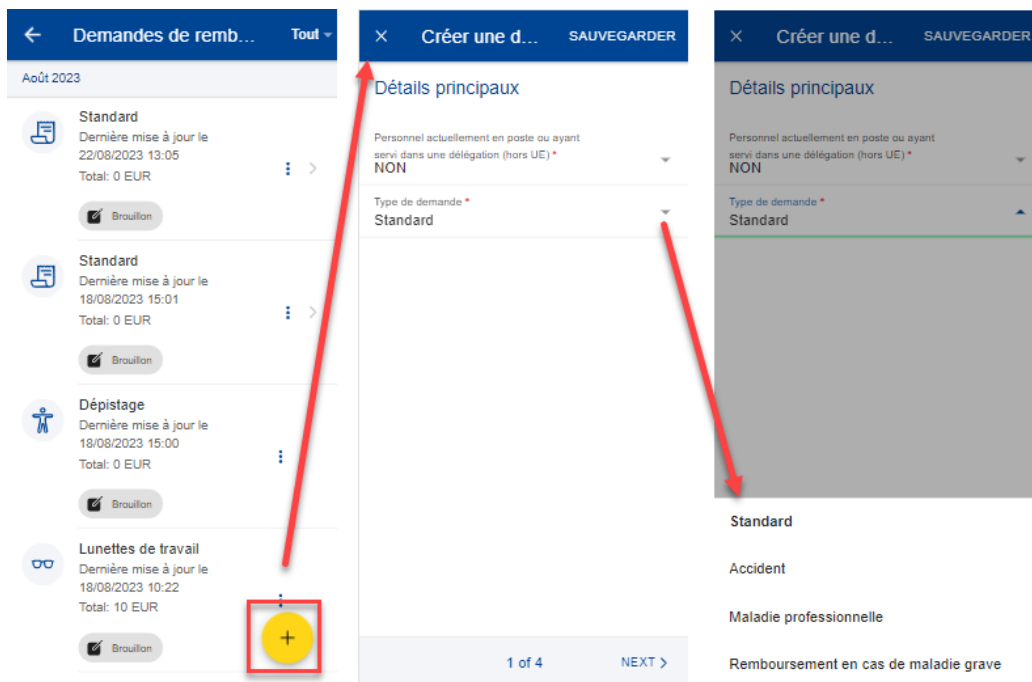 Demandes de remb... Tout
Août 2023
Standard
Dernière mise à jour le
22/08/2023 13:05
Total: 0 EUR
Brouillon
Standard
Dernière mise à jour le
18/08/2023 15:01
Total: 0 EUR
Brouillon
Dépistage
Dernière mise à jour le
18/08/2023 15:00
Total: 0 EUR
Brouillon
Lunettes de travail
Dernière mise à jour le
18/08/2023 10:22
Total: 10 EUR
Brouillon
Créer une d... SAUVEGARDER
Détails principaux
Personnel actuellement en poste ou ayant
servi dans une délégation (hors UE) *
NON
Type de demande *
Standard
1 of 4 NEXT
Créer une d... SAUVEGARDER
Détails principaux
Personnel actuellement en poste ou ayant
servi dans une délégation (hors UE) *
NON
Type de demande *
Standard
Standard
Accident
Maladie professionnelle
Remboursement en cas de maladie grave